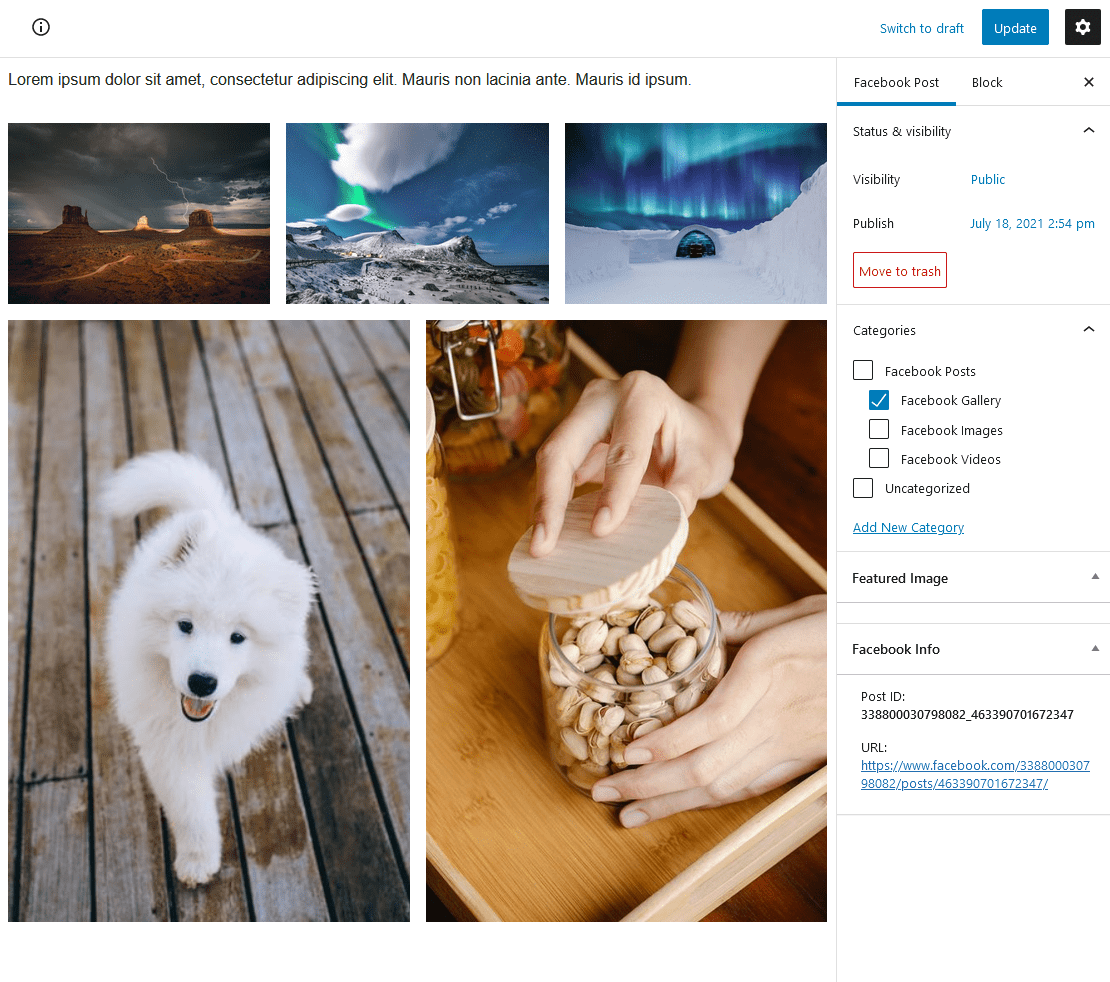 Switch to draft
Update
Lorem ipsum dolor sit amet, consectetur adipiscing elit. Mauris non lacinia ante. Mauris id ipsum.
Facebook Post
Block
Status & visibility
Visibility
Public
Publish
July 18, 2021 2:54 pm
Move to trash
Categories
Facebook Posts
Facebook Gallery
Facebook Images
Facebook Videos
Uncategorized
Add New Category
Featured Image
Facebook Info
Post ID:
338800030798082_463390701672347
URL:
https://www.facebook.com/3388000307
98082/posts/463390701672347/